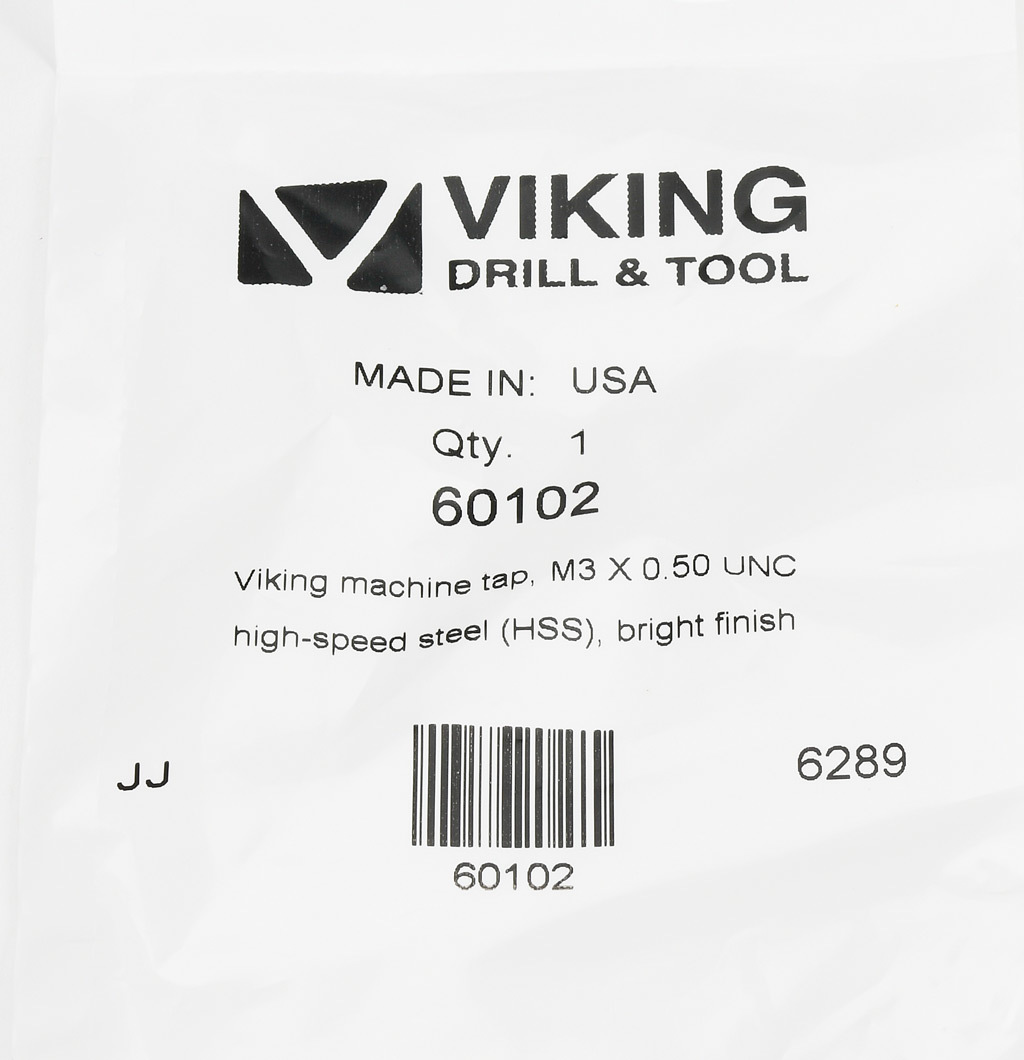 VIKING
DRILL & TOOL
MADE IN: USA
Qty. 1
60102
Viking machine tap, M3 X 0.50 UNC
high-speed steel (HSS), bright finish
JJ
6289
60102